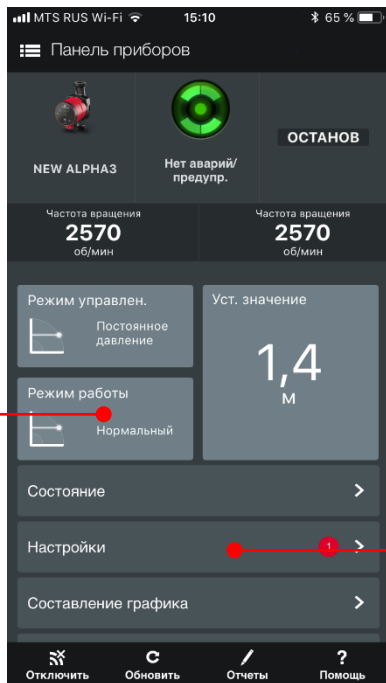 MTS RUS Wi-Fi 15:10 65 %
Панель приборов
NEW ALPHA3
Нет аварий/
предупр.
ОСТАНОВ
Частота вращения
2570
об/мин
Частота вращения
2570
об/мин
Режим управлен.
Постоянное
давление
Уст. значение
1,4
м
Режим работы
Нормальный
Состояние
Настройки 1
Составление графика
Отключить Обновить Отчеты ? Помощь